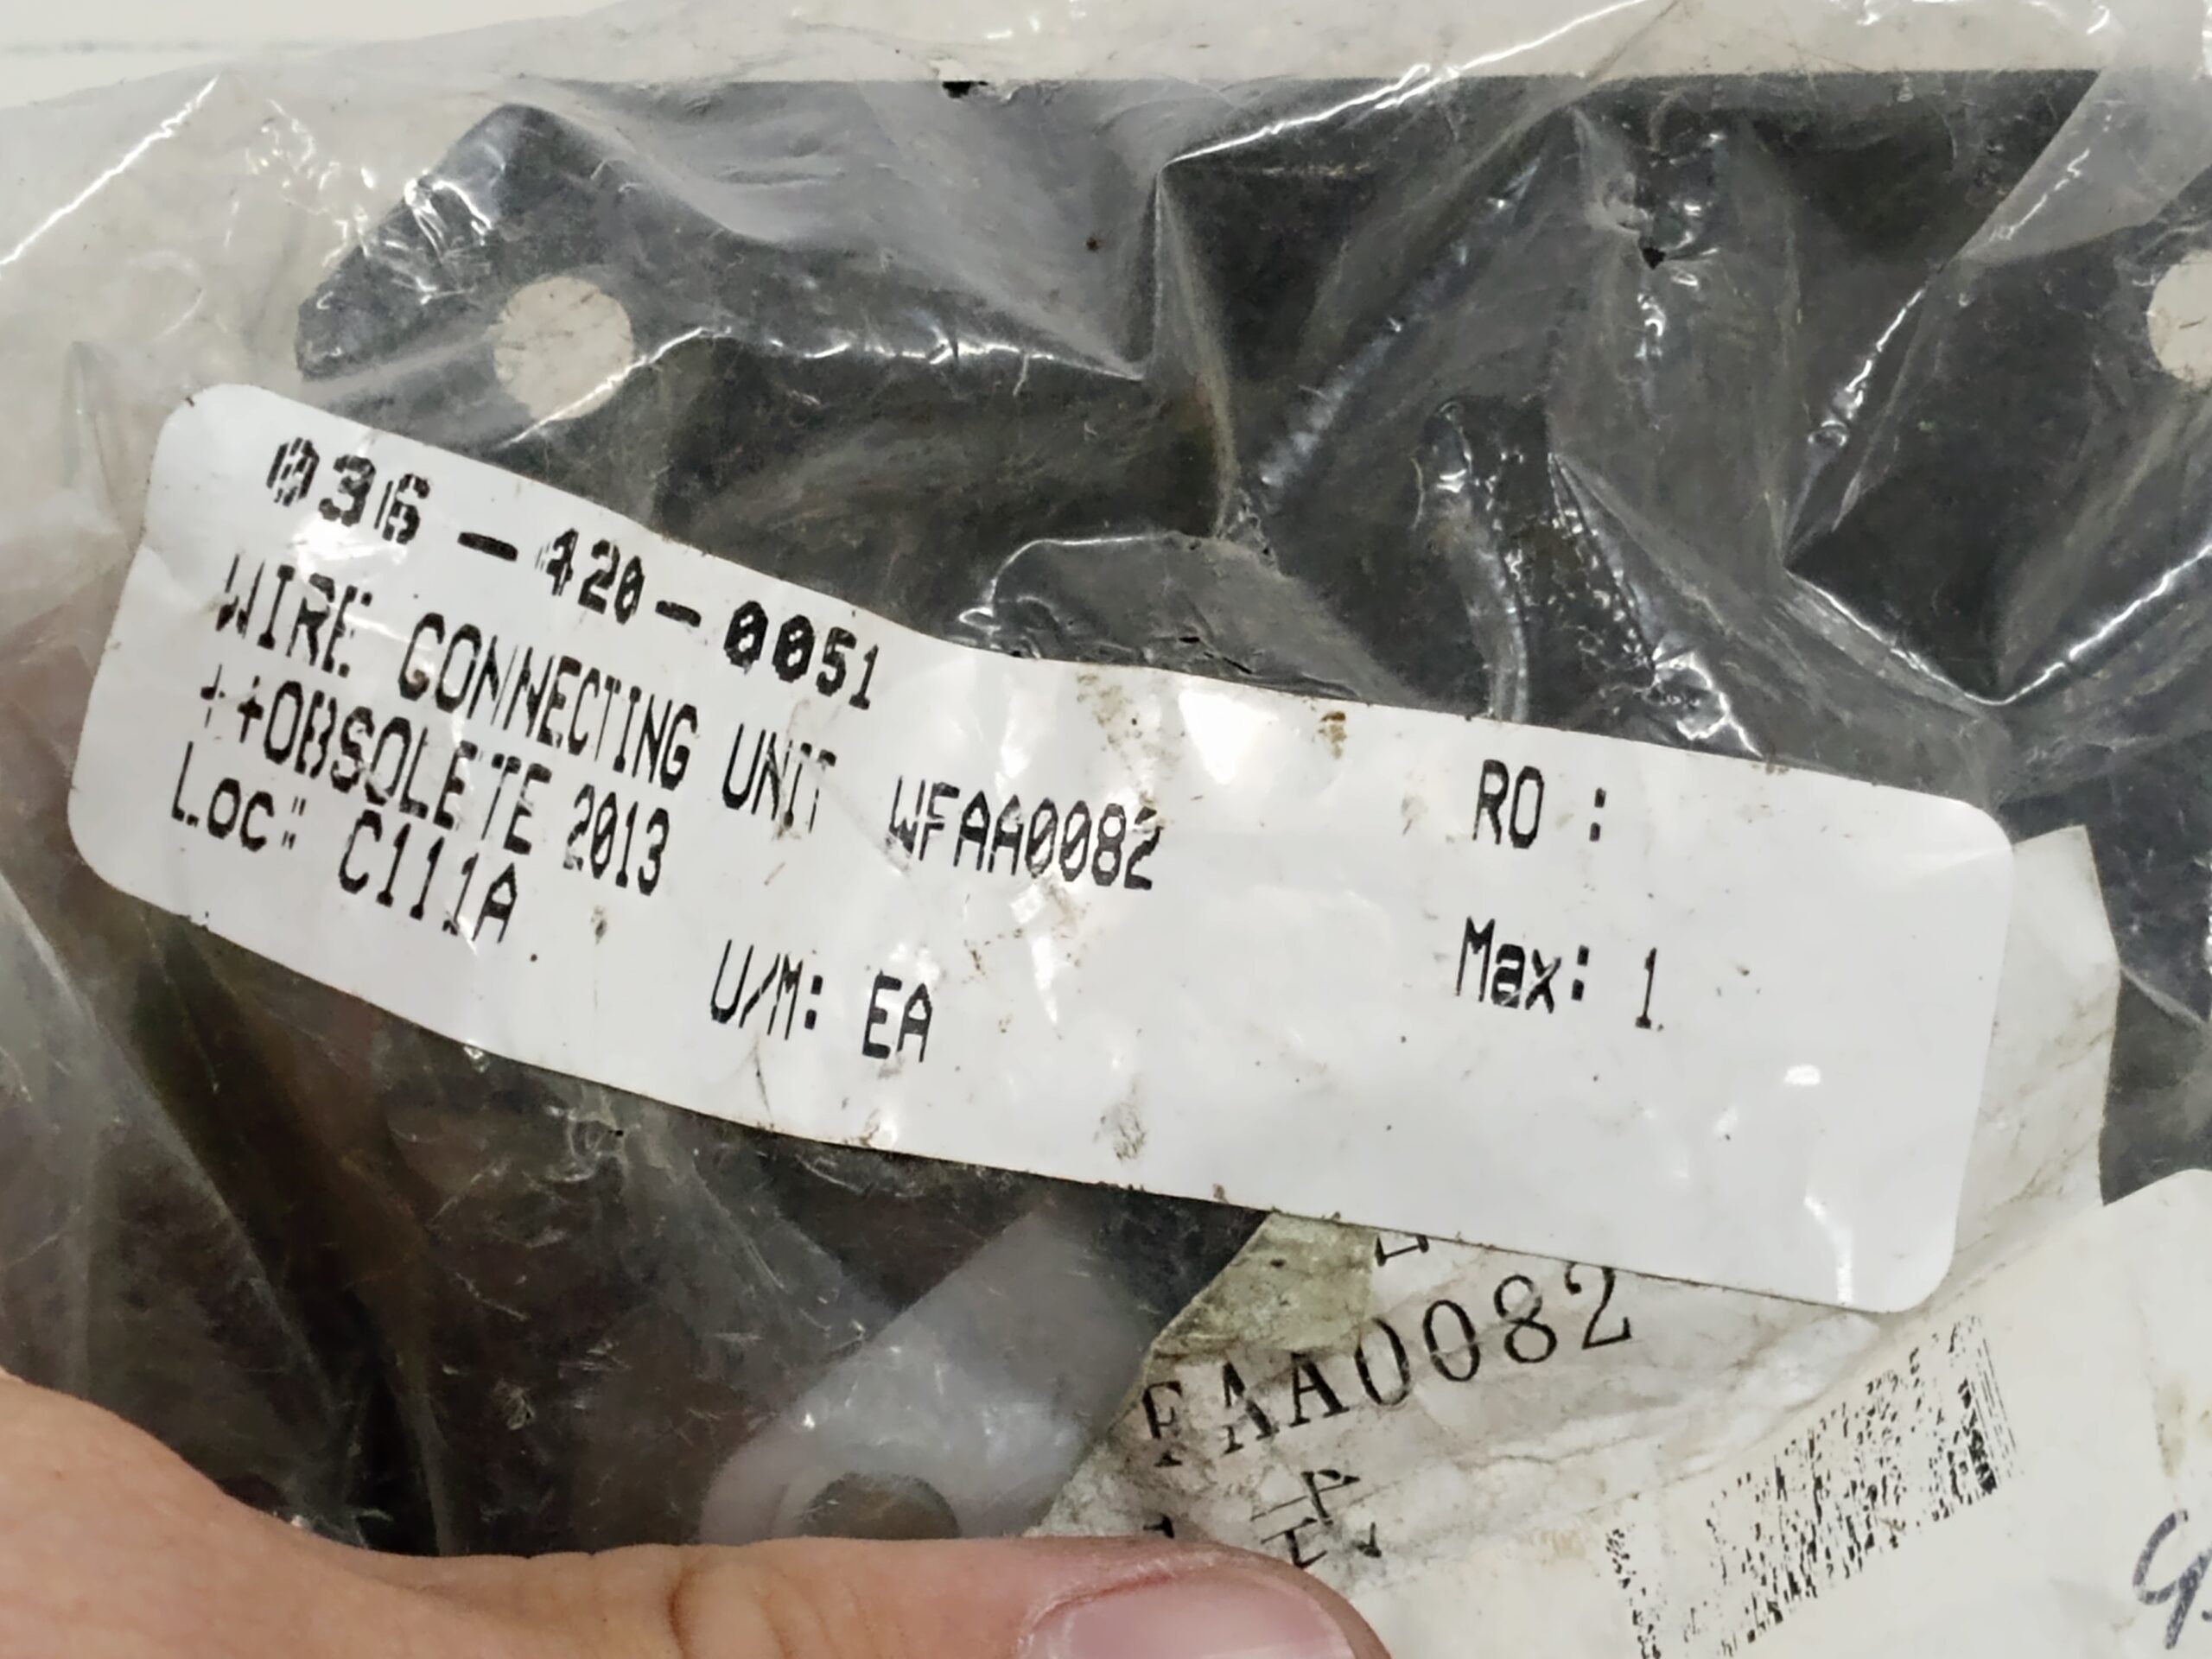 036-420-0051
WIRE CONNECTING UNIT WFAA0082
++OBSOLETE 2013
Loc: C111A
U/M: EA
RO :
Max: 1
FAA0082